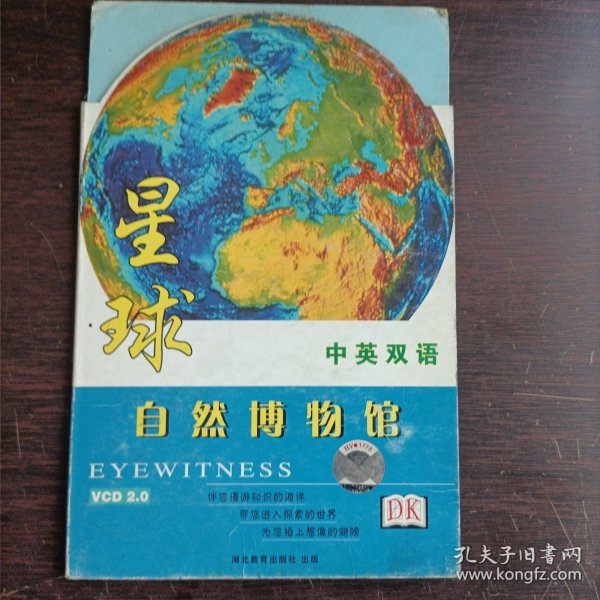 星球
中英双语
自然博物馆
EYEWITNESS
HV●1778
VCD 2.0
伴您漫游知识的海洋
带您进入探索的世界
为您插上想像的翅膀
DK
湖北教育出版社 出版
孔夫子旧书网
www.kongfz.com